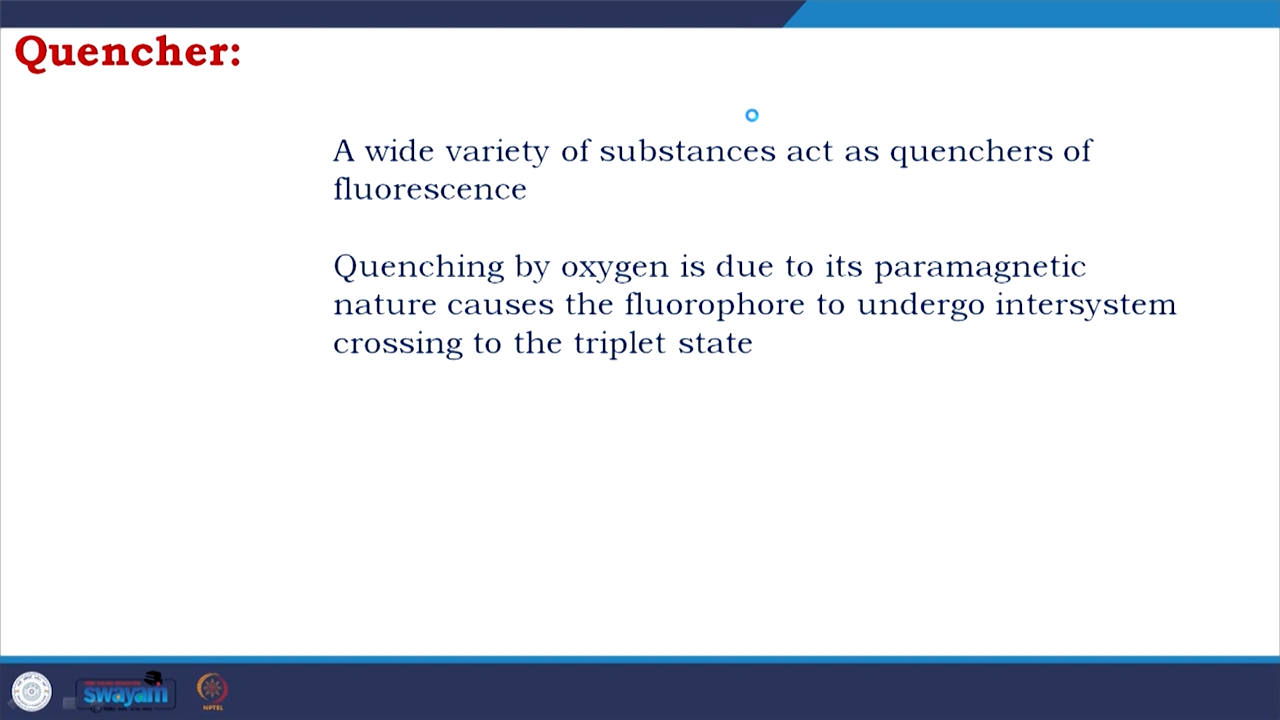 Quencher:
A wide variety of substances act as quenchers of
fluorescence
Quenching by oxygen is due to its paramagnetic
nature causes the fluorophore to undergo intersystem
crossing to the triplet state
swayam
NPTEL